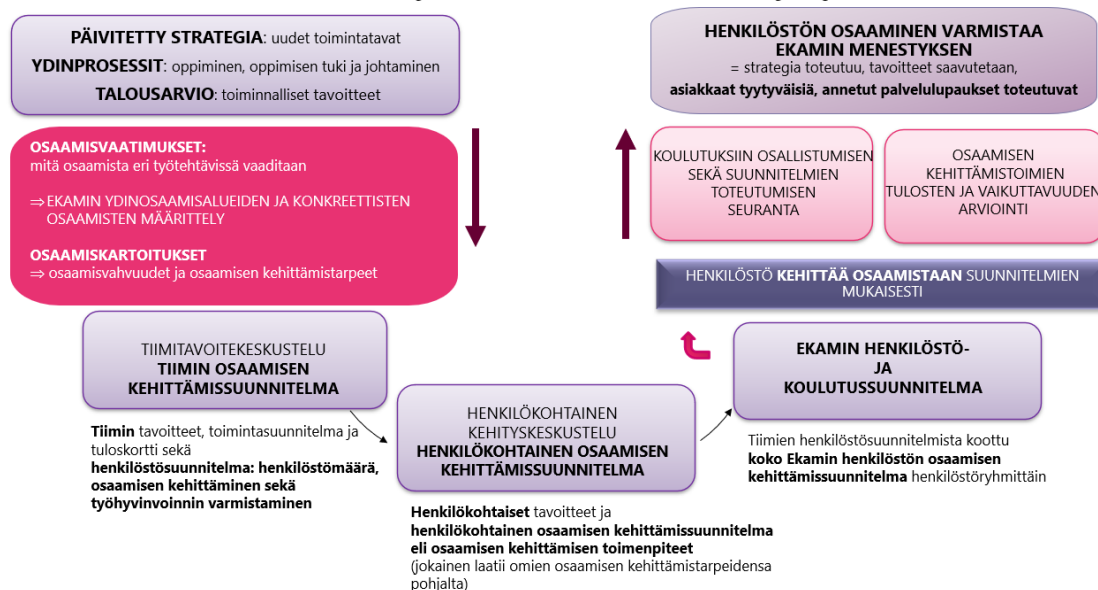 PÄIVITETTY STRATEGIA: uudet toimintatavat
YDINPROSESSIT: oppiminen, oppimisen tuki ja johtaminen
TALOUSARVIO: toiminnalliset tavoitteet
OSAAMISVAATIMUKSET:
mitä osaamista eri työtehtävissä vaaditaan
⇒ EKAMIN YDINOSAAMISALUEIDEN JA KONKREETTISTEN
OSAAMISTEN MÄÄRITTELY
OSAAMISKARTOITUKSET
⇒ osaamisvahvuudet ja osaamisen kehittämistarpeet
TIIMITAVOITEKESKUSTELU
TIIMIN OSAAMISEN
KEHITTÄMISSUUNNITELMA
Tiimin tavoitteet, toimintasuunnitelma ja
tuloskortti sekä
henkilöstösuunnitelma: henkilöstömäärä,
osaamisen kehittäminen sekä
työhyvinvoinnin varmistaminen
HENKILÖKOHTAINEN
KEHITYSKESKUSTELU
HENKILÖKOHTAINEN OSAAMISEN
KEHITTÄMISSUUNNITELMA
Henkilökohtaiset tavoitteet ja
henkilökohtainen osaamisen kehittämissuunnitelma
eli osaamisen kehittämisen toimenpiteet
(jokainen laatii omien osaamisen kehittämistarpeidensa
pohjalta)
EKAMIN HENKILÖSTÖ-
JA
KOULUTUSSUUNNITELMA
Tiimien henkilöstösuunnitelmista koottu
koko Ekamin henkilöstön osaamisen
kehittämissuunnitelma henkilöstöryhmittäin
HENKILÖSTÖ KEHITTÄÄ OSAAMISTAAN SUUNNITELMIEN
MUKAISESTI
KOULUTUKSIIN OSALLISTUMISEN
SEKÄ SUUNNITELMIEN
TOTEUTUMISEN
SEURANTA
OSAAMISEN
KEHITTÄMISTOIMIEN
TULOSTEN JA VAIKUTTAVUUDEN
ARVIOINTI
HENKILÖSTÖN OSAAMINEN VARMISTAA
EKAMIN MENESTYKSEN
= strategia toteutuu, tavoitteet saavutetaan,
asiakkaat tyytyväisiä, annetut palvelulupaukset toteutuvat